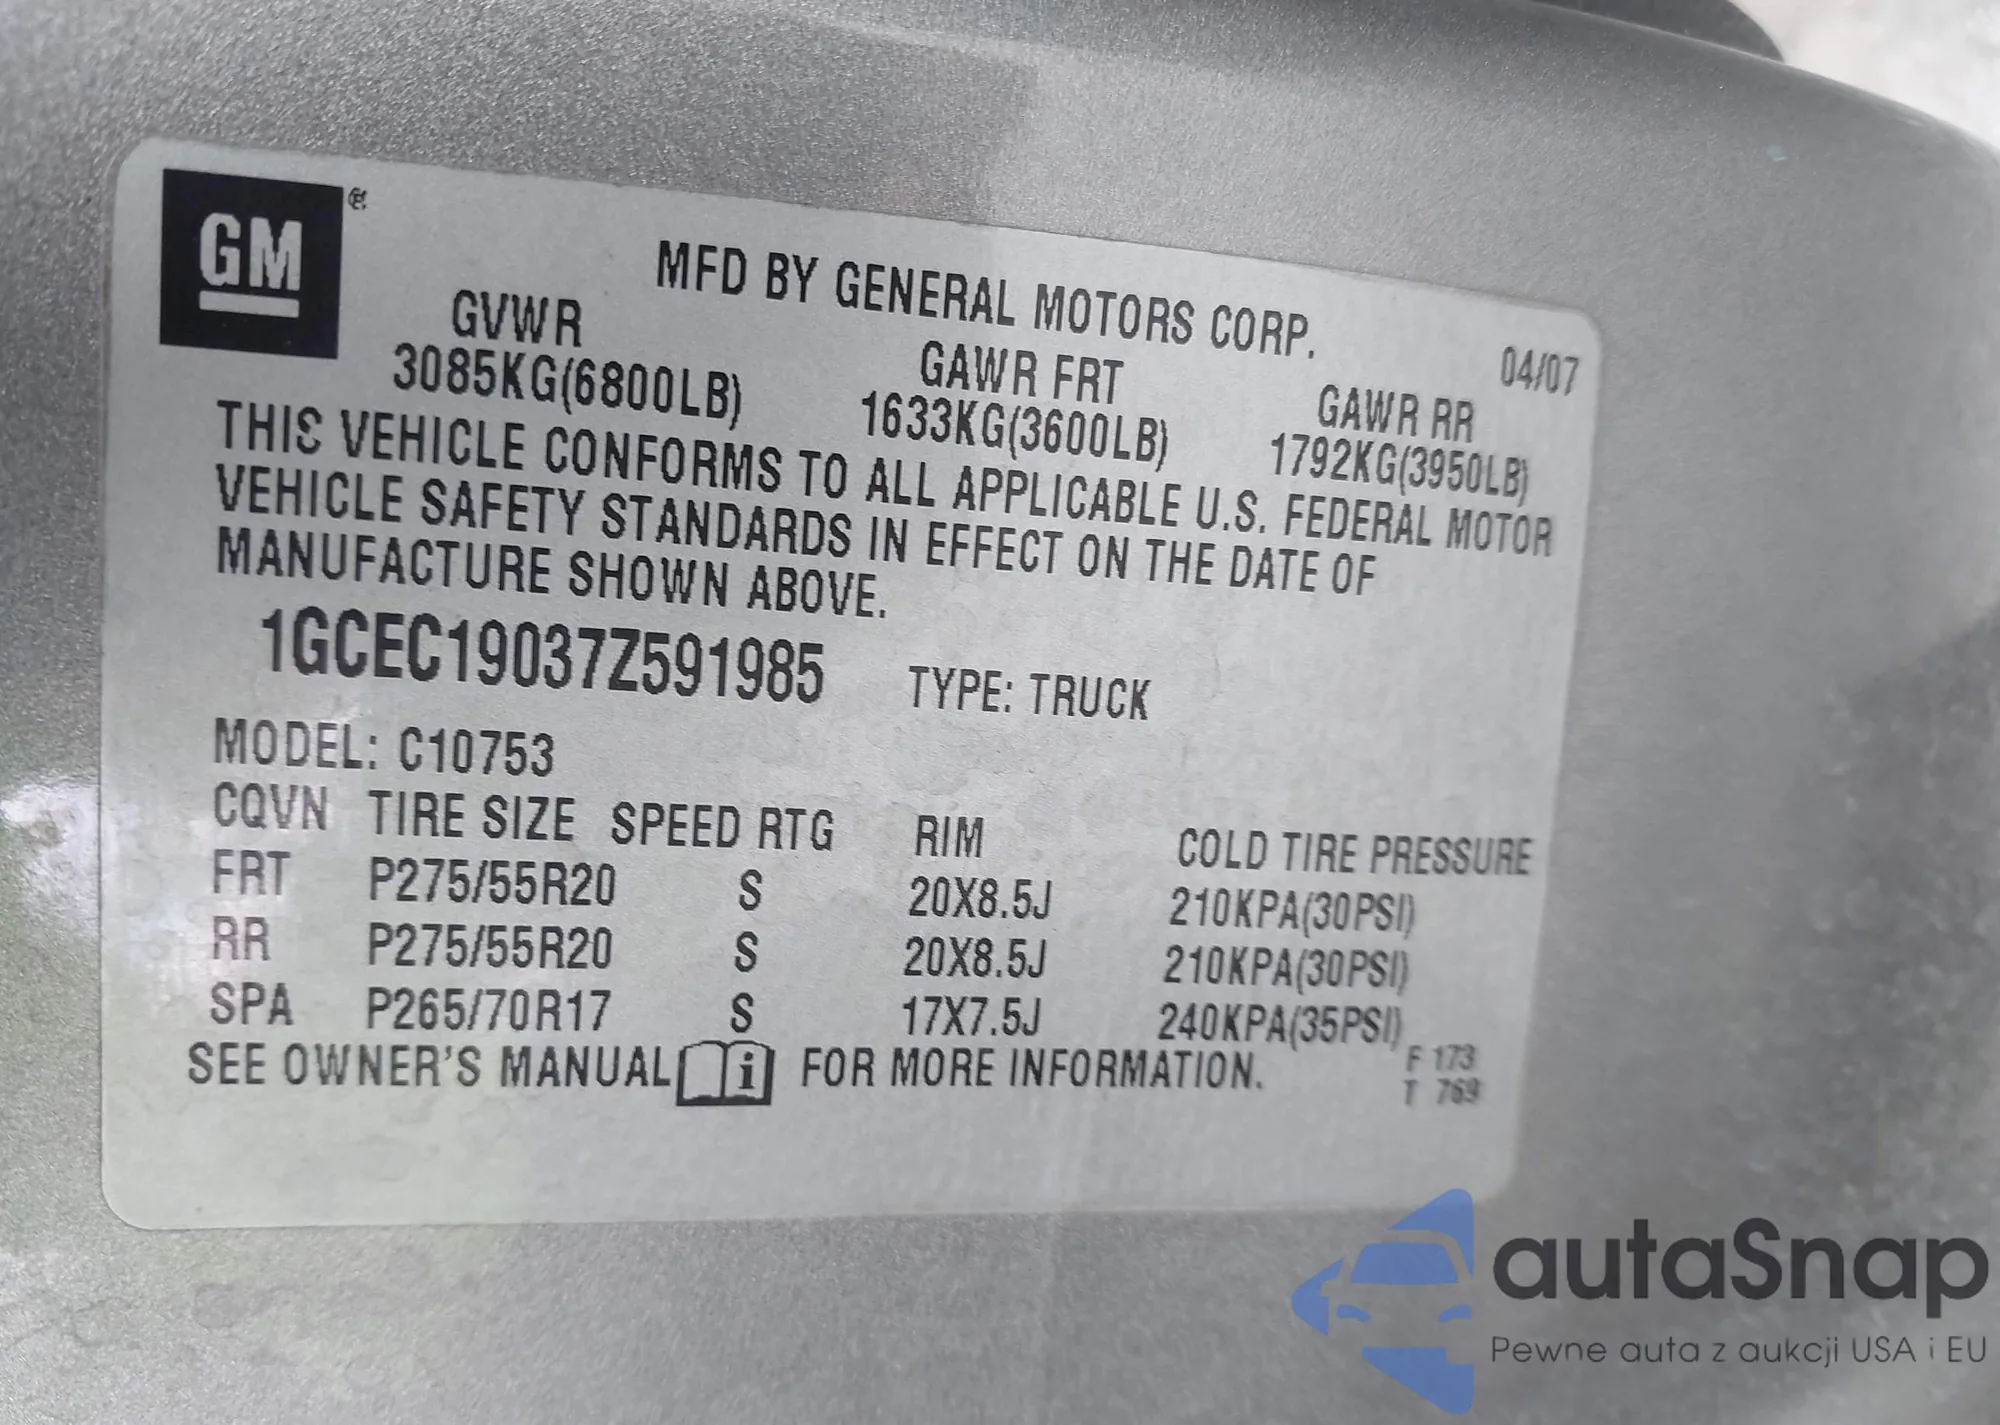 GM
MFD BY GENERAL MOTORS CORP.
04/07
GVWR GAWR FRT GAWR RR
3085KG(6800LB) 1633KG(3600LB) 1792KG(3950LB)
THIS VEHICLE CONFORMS TO ALL APPLICABLE U.S. FEDERAL MOTOR
VEHICLE SAFETY STANDARDS IN EFFECT ON THE DATE OF
MANUFACTURE SHOWN ABOVE.
1GCEC19037Z591985 TYPE: TRUCK
MODEL: C10753
CQVN TIRE SIZE SPEED RTG RIM COLD TIRE PRESSURE
FRT P275/55R20 S 20X8.5J 210KPA(30PSI)
RR P275/55R20 S 20X8.5J 210KPA(30PSI)
SPA P265/70R17 S 17X7.5J 240KPA(35PSI)
SEE OWNER'S MANUAL i FOR MORE INFORMATION.
F 173
T 769
autaSnap
Pewne auta z aukcji USA i EU